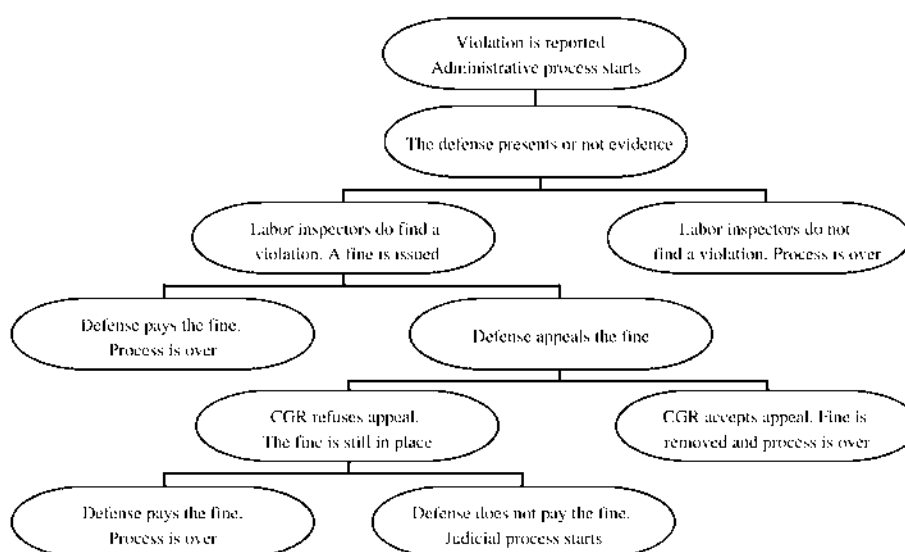 Violation is reported
Administrative process starts
The defense presents or not evidence
Labor inspectors do find a
violation. A fine is issued
Labor inspectors do not
find a violation. Process is over
Defense pays the fine.
Process is over
Defense appeals the fine
CGR refuses appeal.
The fine is still in place
CGR accepts appeal. Fine is
removed and process is over
Defense pays the fine.
Process is over
Defense does not pay the fine.
Judicial process starts